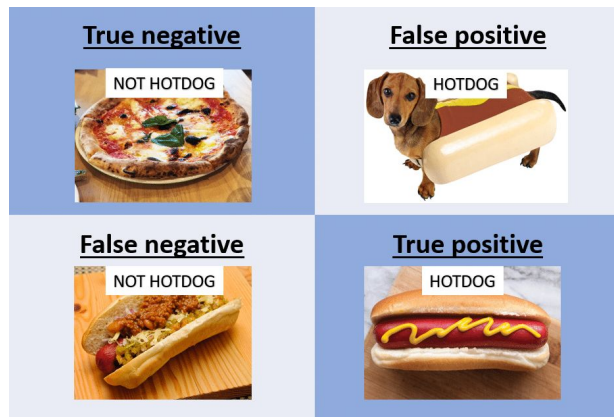 True negative
NOT HOTDOG
False positive
HOTDOG
False negative
NOT HOTDOG
True positive
HOTDOG